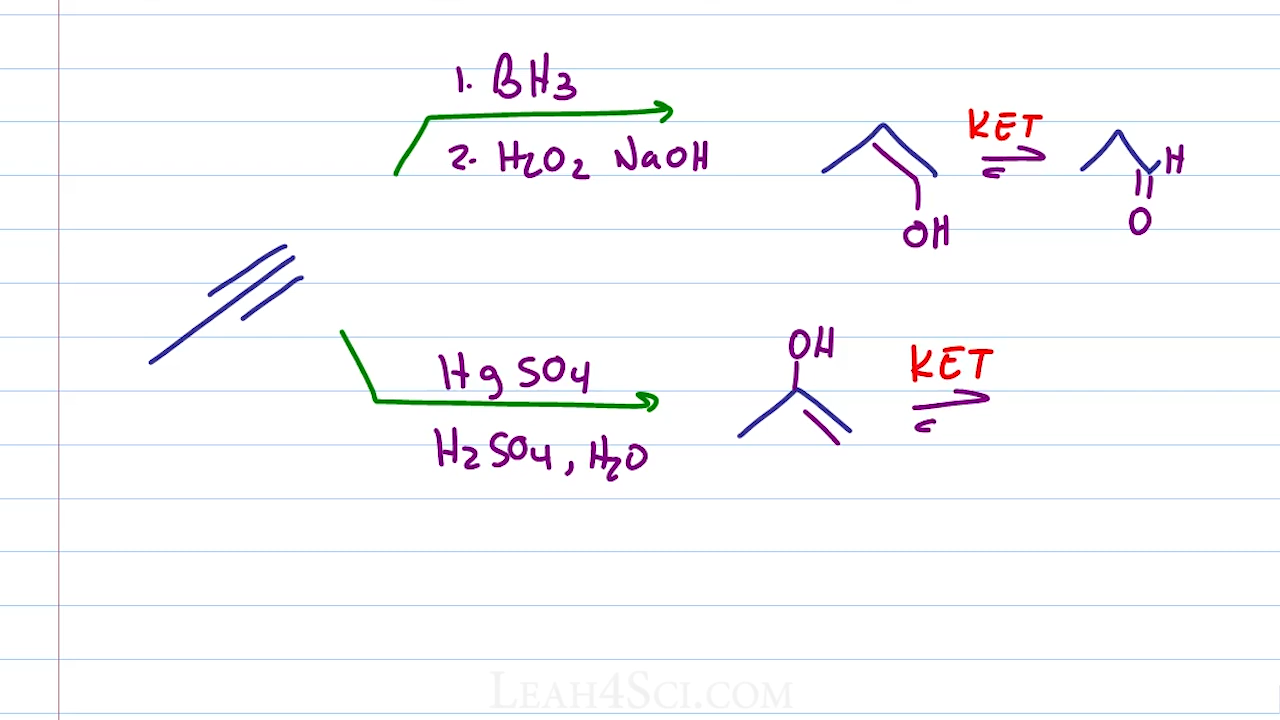 1. BH3
2. H2O2 NaOH
KET
H
O
OH
OH
HgSO4
H2SO4, H2O
KET
LEAH4SCI.COM